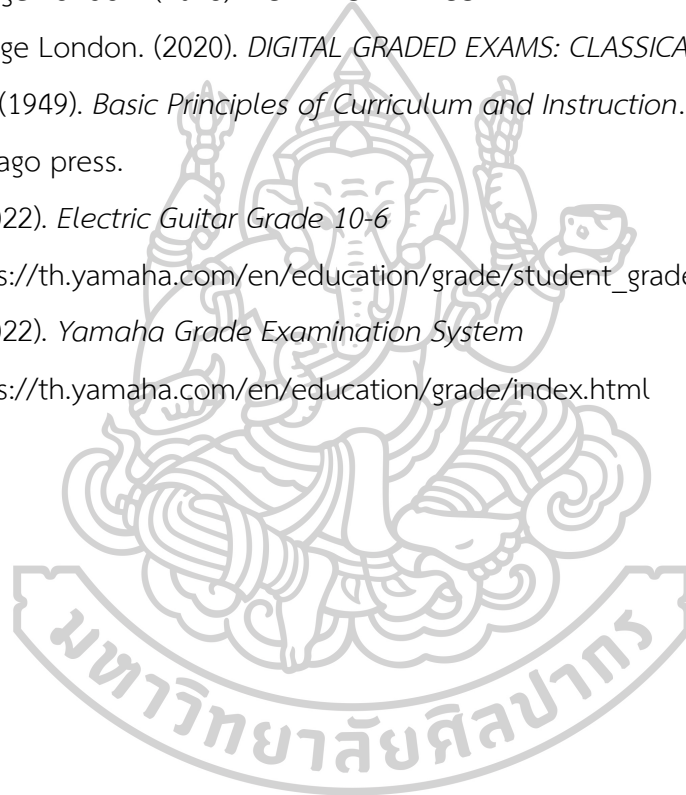 ge London. (2020). DIGITAL GRADED EXAMS: CLASSICA
(1949). Basic Principles of Curriculum and Instruction.
ago press.
022). Electric Guitar Grade 10-6
s://th.yamaha.com/en/education/grade/student_grade
022). Yamaha Grade Examination System
s://th.yamaha.com/en/education/grade/index.html
มหาวิทยาลัยศิลปากร